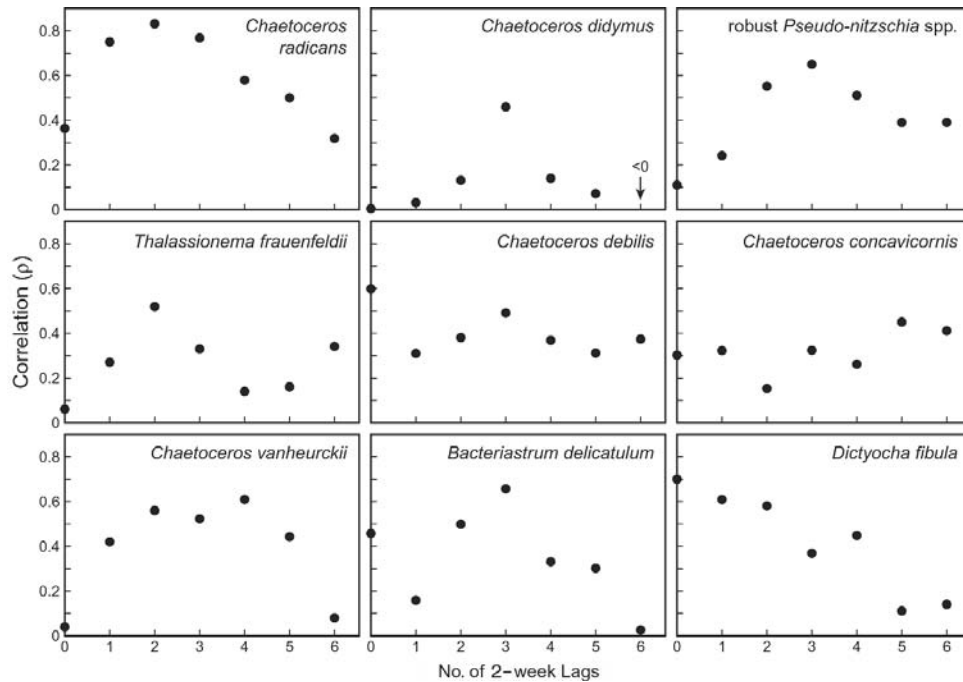 Chaetoceros
radicans
Chaetoceros didymus
robust Pseudo-nitzschia spp.
0.8
0.6
0.4
0.2
0
<0
Thalassionema frauenfeldii
Chaetoceros debilis
Chaetoceros concavicornis
0.8
0.6
0.4
0.2
0
Correlation (ρ)
Chaetoceros vanheurckii
Bacteriastrum delicatulum
Dictyocha fibula
0.8
0.6
0.4
0.2
0
0 1 2 3 4 5 6 0 1 2 3 4 5 6 0 1 2 3 4 5 6
No. of 2-week Lags